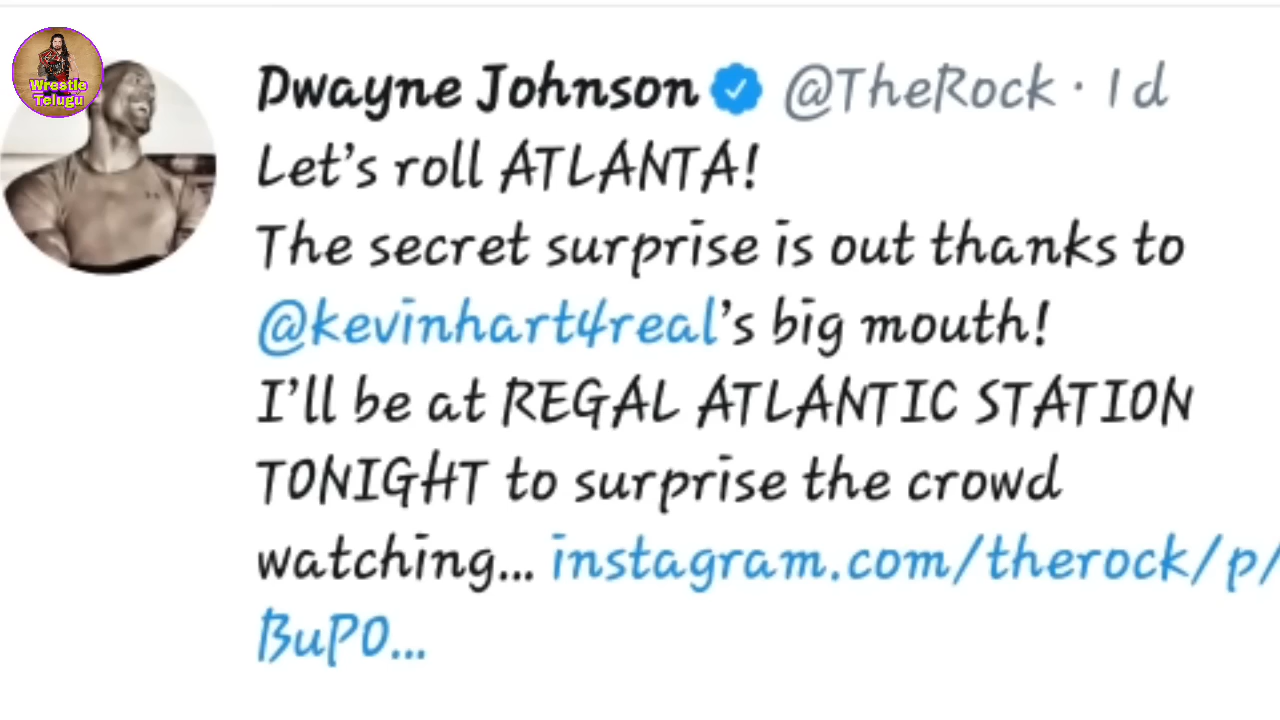 Wrestle
Telugu
Dwayne Johnson @TheRock · 1d
Let's roll ATLANTA!
The secret surprise is out thanks to
@kevinhart4real's big mouth!
I'll be at REGAL ATLANTIC STATION
TONIGHT to surprise the crowd
watching... instagram.com/therock/p/
BuP0...